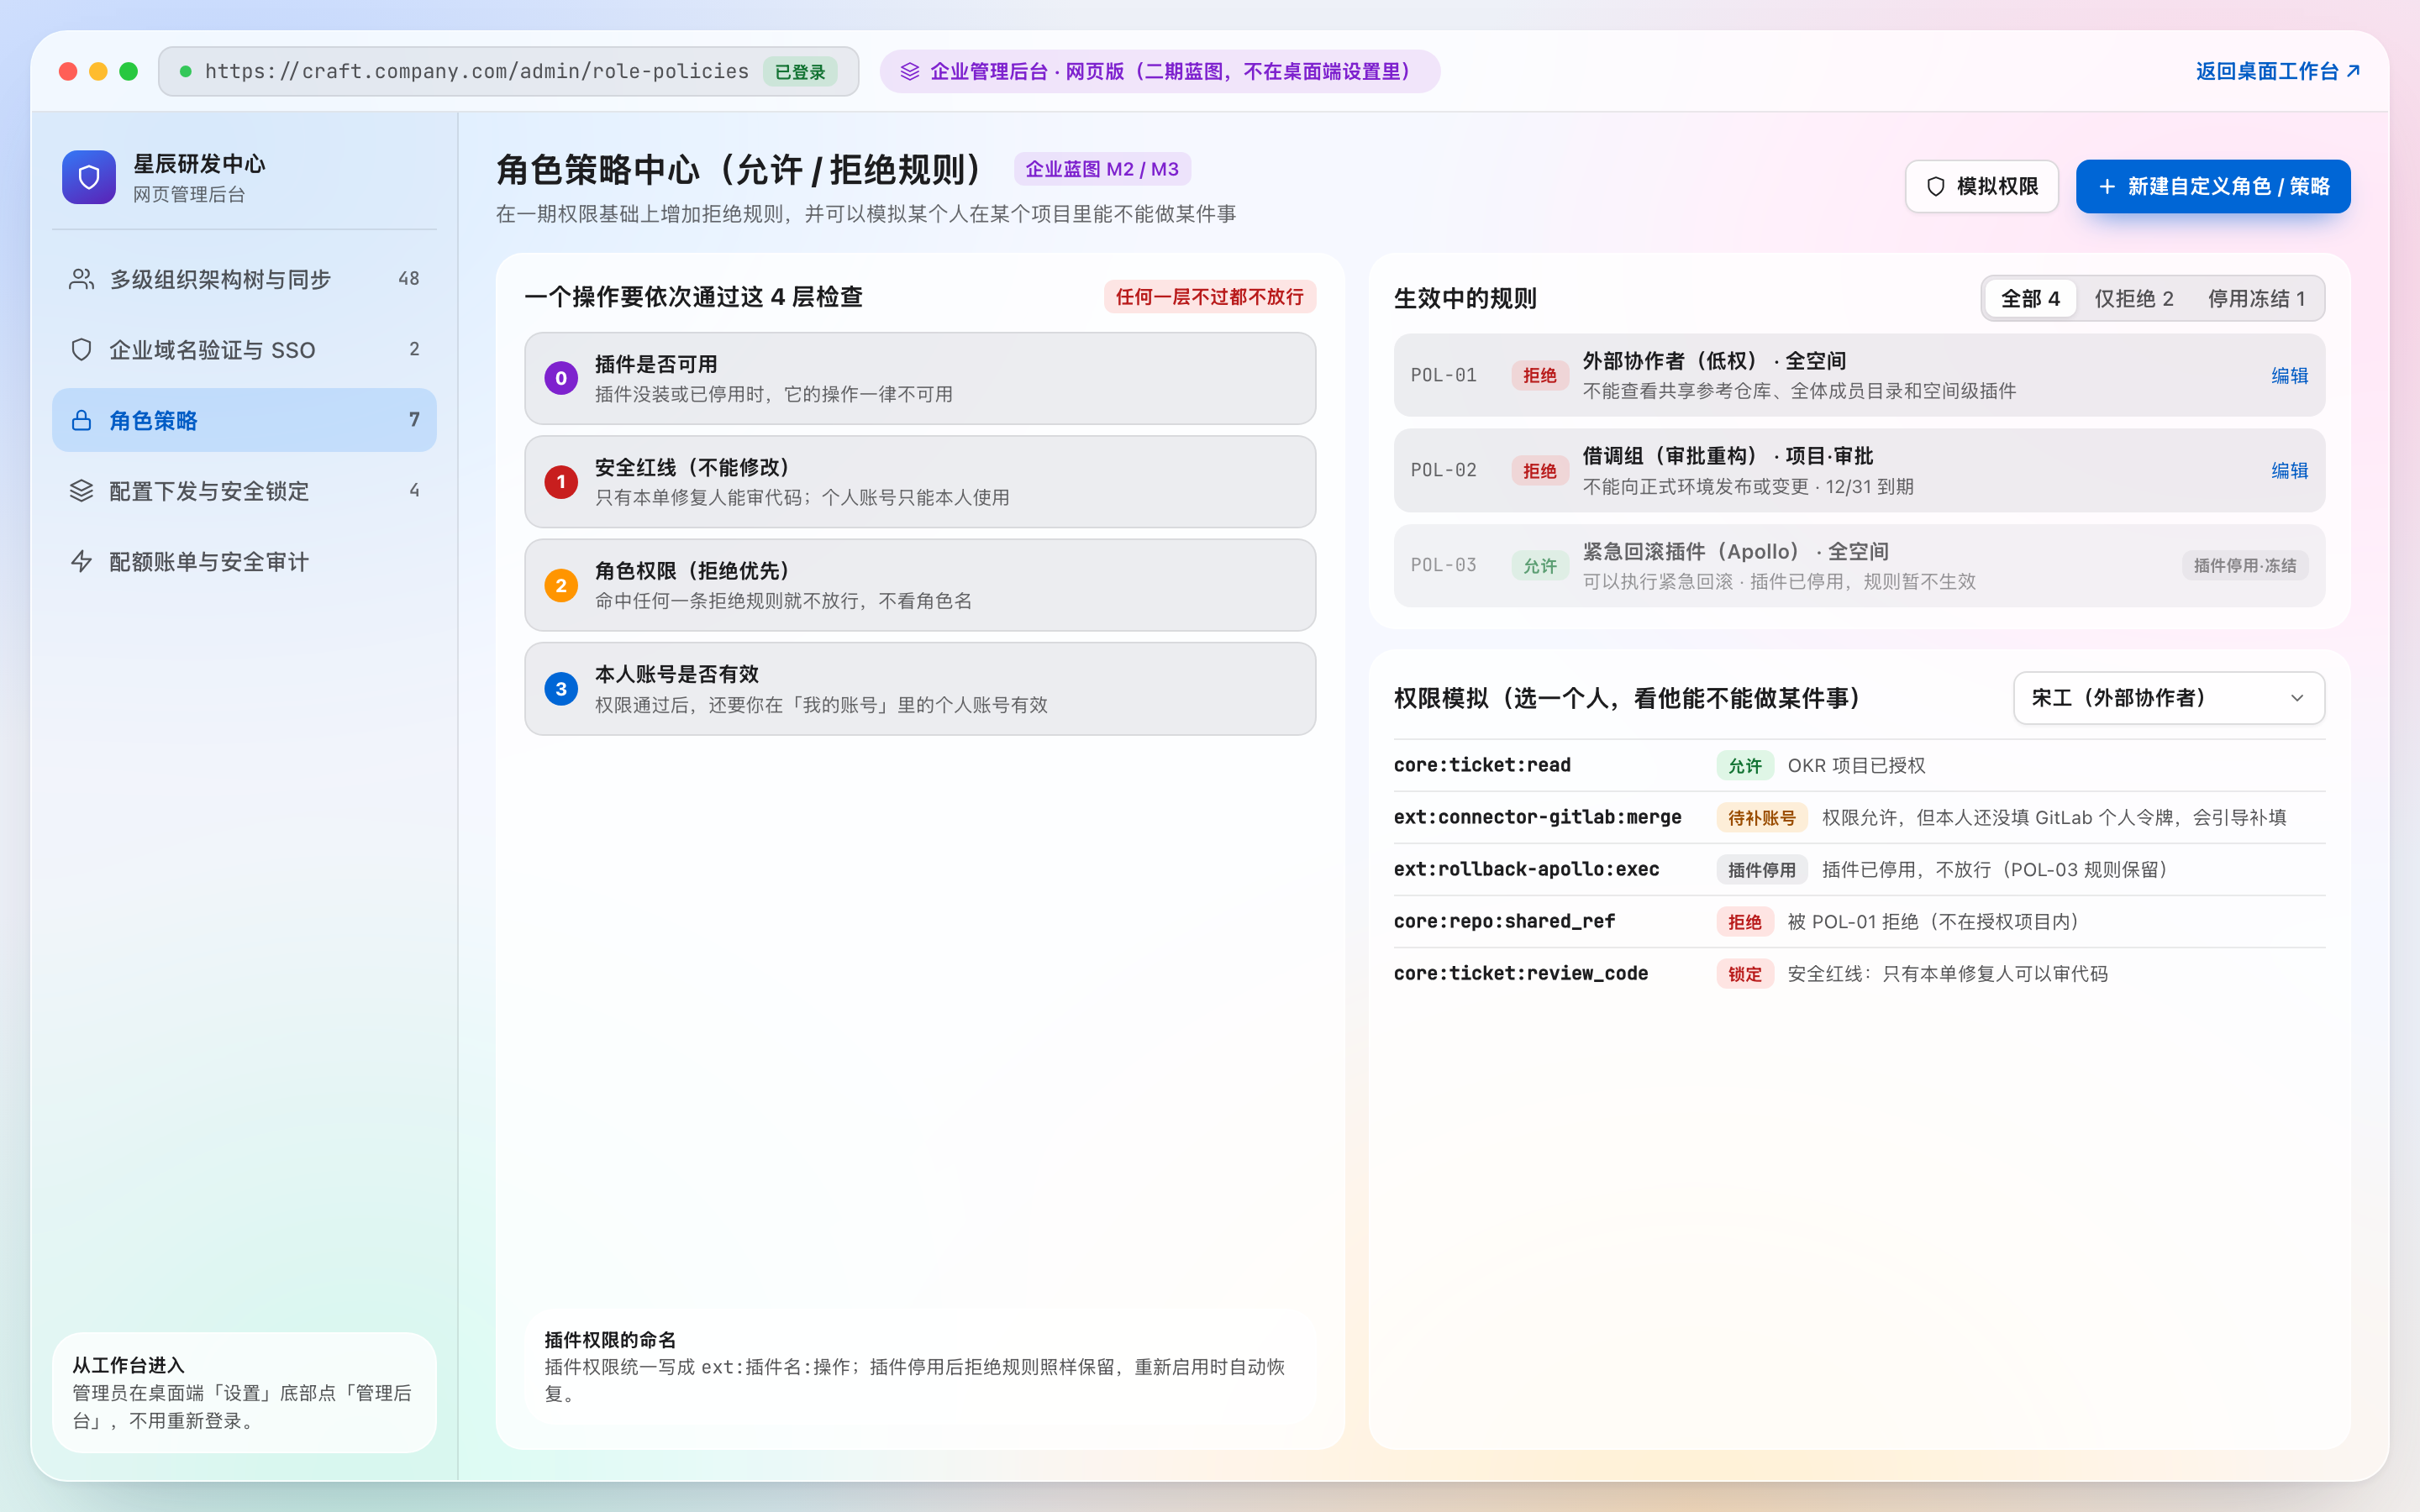 https://craft.company.com/admin/role-policies 已登录
企业管理后台 · 网页版（二期蓝图，不在桌面端设置里）
返回桌面工作台
星辰研发中心
网页管理后台
多级组织架构树与同步 48
企业域名验证与 SSO 2
角色策略 7
配置下发与安全锁定 4
配额账单与安全审计
从工作台进入
管理员在桌面端「设置」底部点「管理后
台」，不用重新登录。
角色策略中心（允许 / 拒绝规则） 企业蓝图 M2 / M3
在一期权限基础上增加拒绝规则，并可以模拟某个人在某个项目里能不能做某件事
模拟权限
新建自定义角色 / 策略
一个操作要依次通过这 4 层检查 任何一层不过都不放行
0 插件是否可用
插件没装或已停用时，它的操作一律不可用
1 安全红线（不能修改）
只有本单修复人能审代码；个人账号只能本人使用
2 角色权限（拒绝优先）
命中任何一条拒绝规则就不放行，不看角色名
3 本人账号是否有效
权限通过后，还要你在「我的账号」里的个人账号有效
插件权限的命名
插件权限统一写成 ext:插件名:操作；插件停用后拒绝规则照样保留，重新启用时自动恢
复。
生效中的规则 全部 4 仅拒绝 2 停用冻结 1
POL-01 拒绝 外部协作者（低权） · 全空间 编辑
不能查看共享参考仓库、全体成员目录和空间级插件
POL-02 拒绝 借调组（审批重构） · 项目·审批 编辑
不能向正式环境发布或变更 · 12/31 到期
POL-03 允许 紧急回滚插件（Apollo） · 全空间 插件停用·冻结
可以执行紧急回滚 · 插件已停用，规则暂不生效
权限模拟（选一个人，看他能不能做某件事） 宋工（外部协作者）
core:ticket:read 允许 OKR 项目已授权
ext:connector-gitlab:merge 待补账号 权限允许，但本人还没填 GitLab 个人令牌，会引导补填
ext:rollback-apollo:exec 插件停用 插件已停用，不放行（POL-03 规则保留）
core:repo:shared_ref 拒绝 被 POL-01 拒绝（不在授权项目内）
core:ticket:review_code 锁定 安全红线：只有本单修复人可以审代码